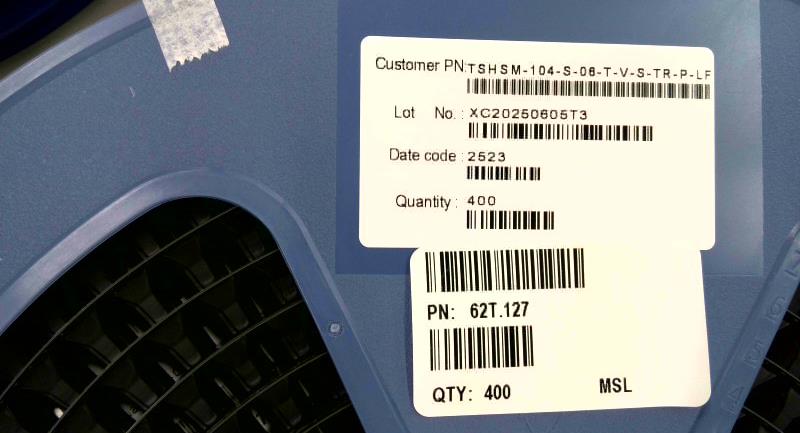 Customer PN:TSHSM-104-S-06-T-V-S-TR-P-LF
Lot No. : XC20250605T3
Date code : 2523
Quantity : 400
PN: 62T.127
QTY: 400 MSL